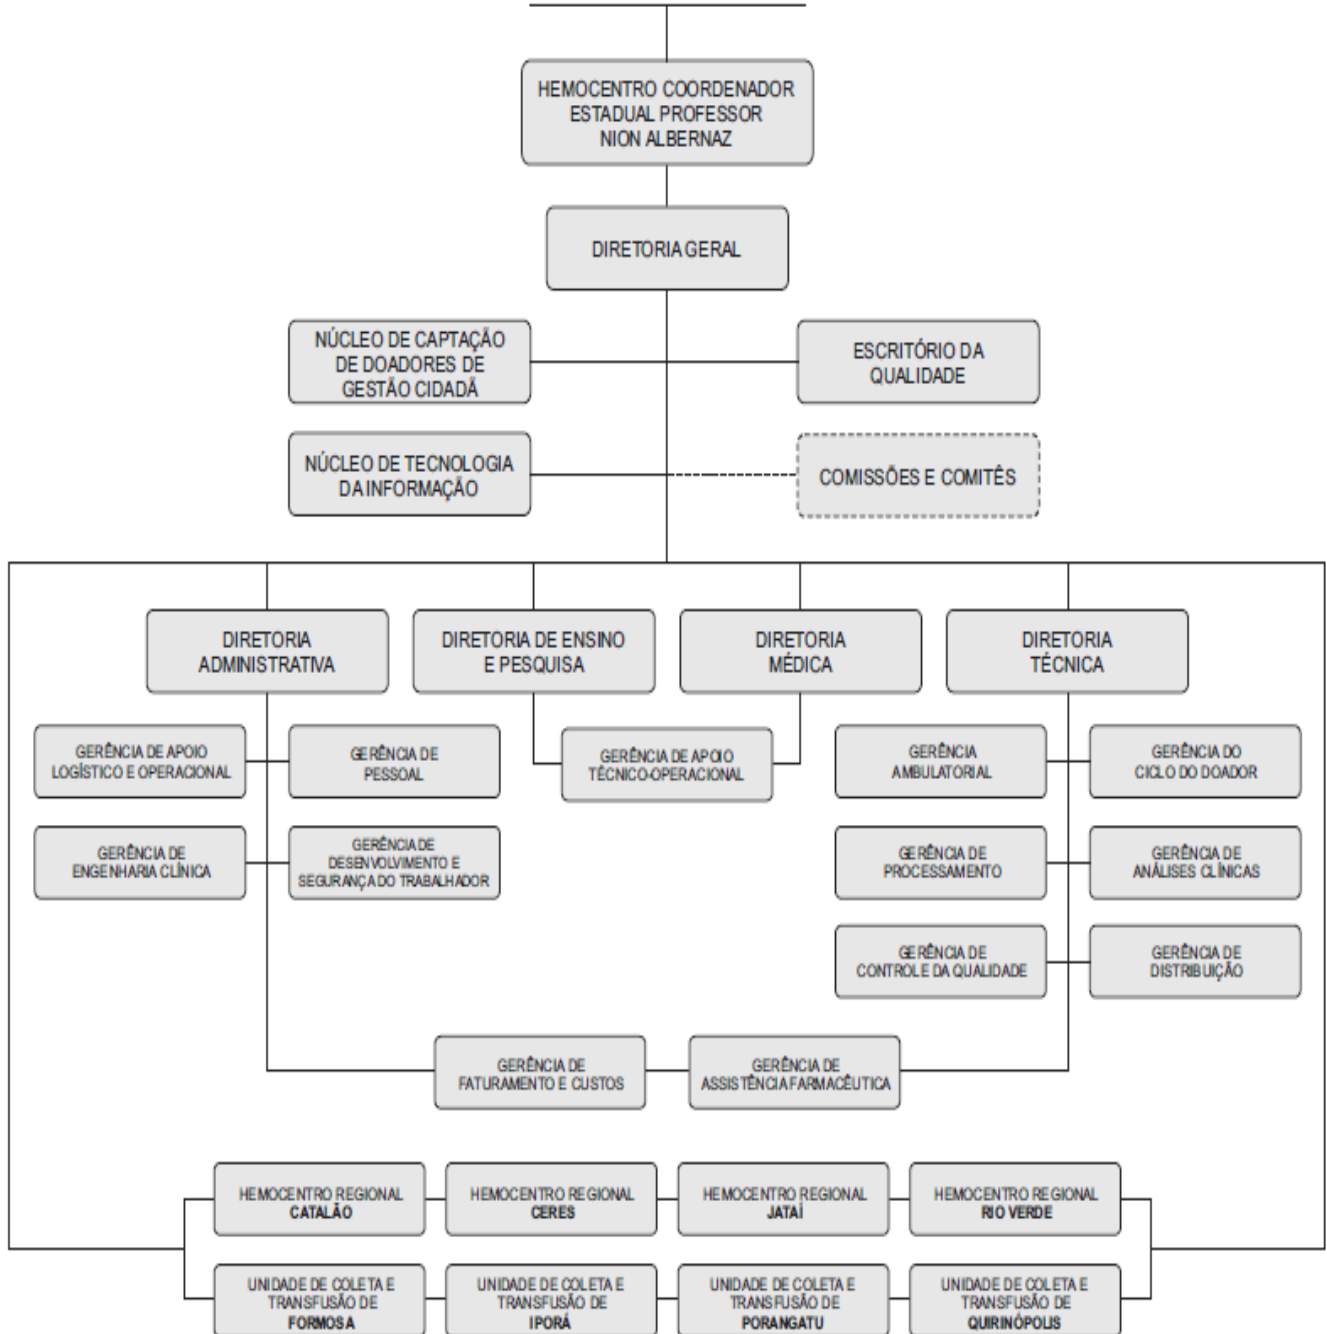 HEMOCENTRO COORDENADOR
ESTADUAL PROFESSOR
NION ALBERNAZ
DIRETORIA GERAL
NÚCLEO DE CAPTAÇÃO
DE DOADORES DE
GESTÃO CIDADÃ
ESCRITÓRIO DA
QUALIDADE
NÚCLEO DE TECNOLOGIA
DA INFORMAÇÃO
COMISSÕES E COMITÊS
DIRETORIA
ADMINISTRATIVA
DIRETORIA DE ENSINO
E PESQUISA
DIRETORIA
MÉDICA
DIRETORIA
TÉCNICA
GERÊNCIA DE APOIO
LOGÍSTICO E OPERACIONAL
GERÊNCIA DE
PESSOAL
GERÊNCIA DE APOIO
TÉCNICO-OPERACIONAL
GERÊNCIA
AMBULATORIAL
GERÊNCIA DO
CICLO DO DOADOR
GERÊNCIA DE
ENGENHARIA CLÍNICA
GERÊNCIA DE
DESENVOLVIMENTO E
SEGURANÇA DO TRABALHADOR
GERÊNCIA DE
PROCESSAMENTO
GERÊNCIA DE
ANÁLISES CLÍNICAS
GERÊNCIA DE
CONTROLE DA QUALIDADE
GERÊNCIA DE
DISTRIBUIÇÃO
GERÊNCIA DE
FATURAMENTO E CUSTOS
GERÊNCIA DE
ASSISTÊNCIA FARMACÊUTICA
HEMOCENTRO REGIONAL
CATALÃO
HEMOCENTRO REGIONAL
CERES
HEMOCENTRO REGIONAL
JATAÍ
HEMOCENTRO REGIONAL
RIO VERDE
UNIDADE DE COLETA E
TRANSFUSÃO DE
FORMOSA
UNIDADE DE COLETA E
TRANSFUSÃO DE
IPORÁ
UNIDADE DE COLETA E
TRANSFUSÃO DE
PORANGATU
UNIDADE DE COLETA E
TRANSFUSÃO DE
QUIRINÓPOLIS